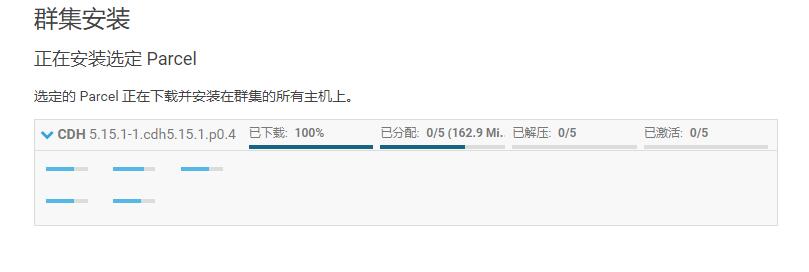 群集安装
正在安装选定 Parcel
选定的 Parcel 正在下载并安装在群集的所有主机上。
CDH 5.15.1-1.cdh5.15.1.p0.4 已下载: 100% 已分配: 0/5 (162.9 Mi... 已解压: 0/5 已激活: 0/5